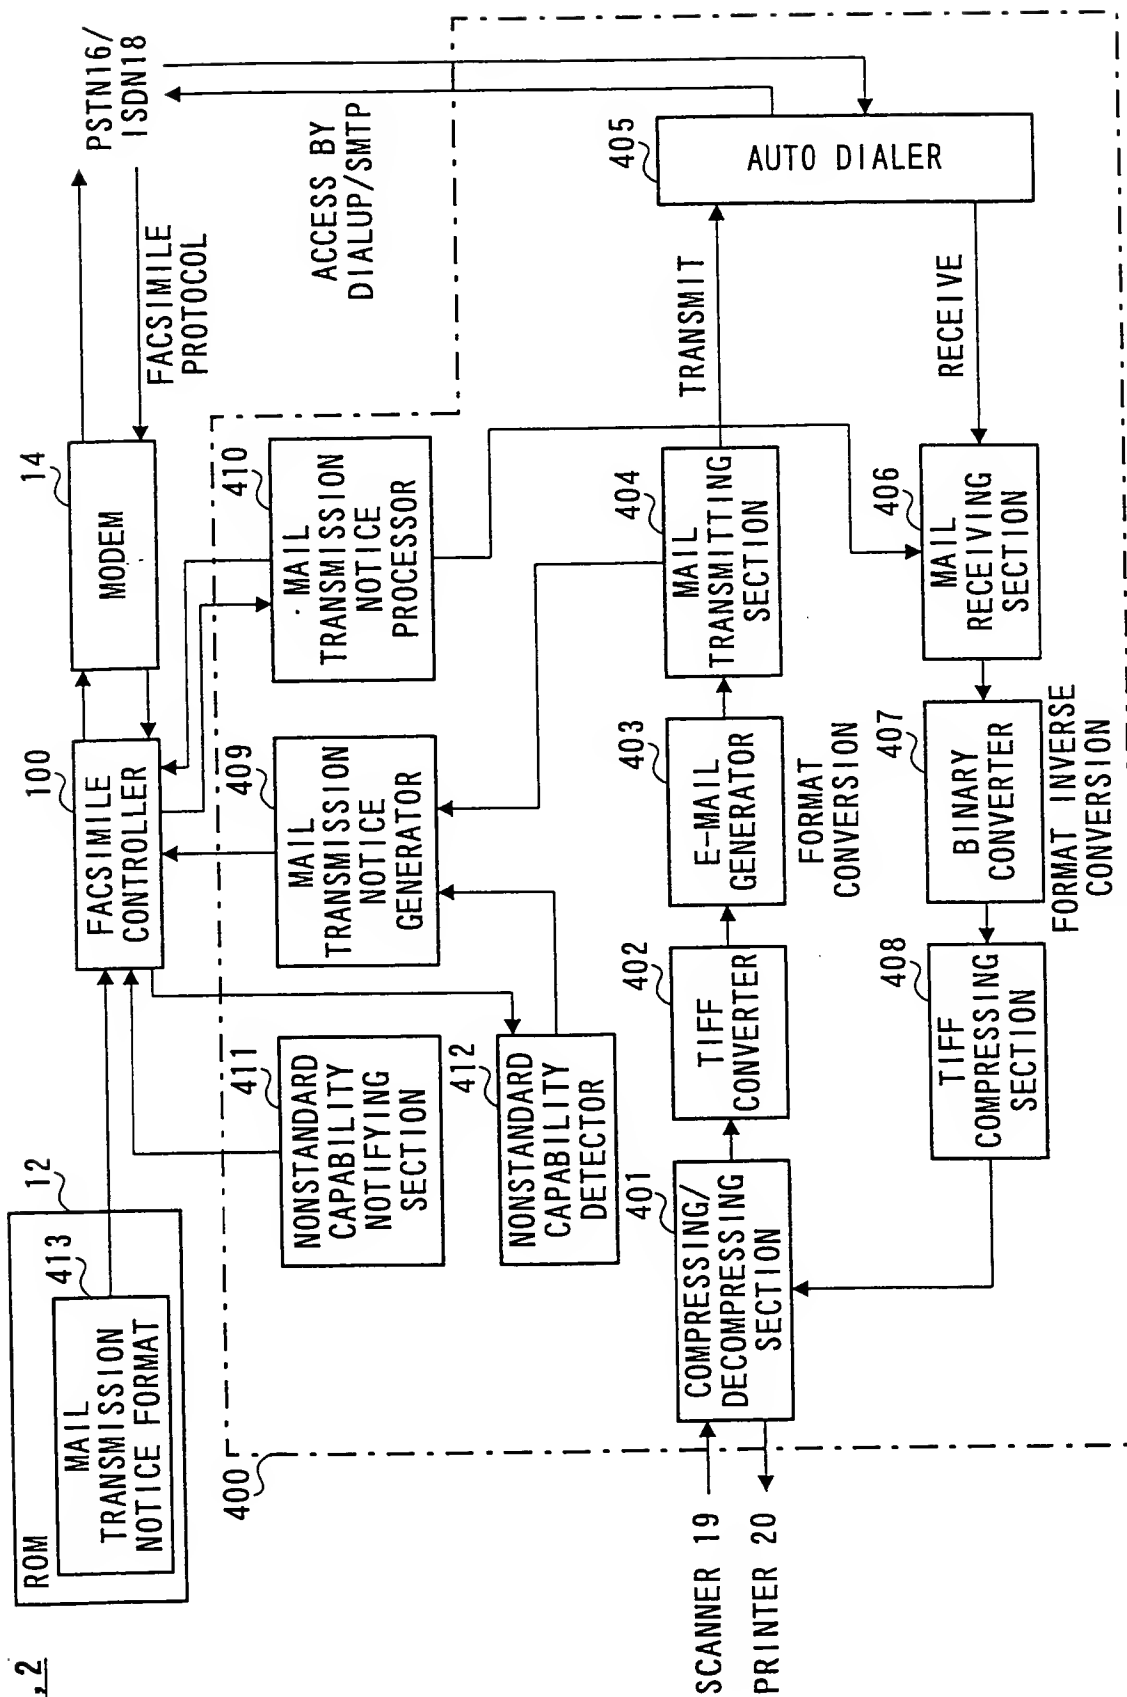 ,2
ROM
12
413
MAIL
TRANSMISSION
NOTICE FORMAT
100
FACSIMILE
CONTROLLER
14
MODEM
PSTN16/
ISDN18
FACSIMILE
PROTOCOL
ACCESS BY
DIALUP/SMTP
400
411
NONSTANDARD
CAPABILITY
NOTIFYING
SECTION
409
MAIL
TRANSMISSION
NOTICE
GENERATOR
410
MAIL
TRANSMISSION
NOTICE
PROCESSOR
412
NONSTANDARD
CAPABILITY
DETECTOR
SCANNER 19
PRINTER 20
401
COMPRESSING/
DECOMPRESSING
SECTION
402
TIFF
CONVERTER
403
E-MAIL
GENERATOR
FORMAT
CONVERSION
404
MAIL
TRANSMITTING
SECTION
TRANSMIT
405
AUTO DIALER
RECEIVE
406
MAIL
RECEIVING
SECTION
407
BINARY
CONVERTER
FORMAT INVERSE
CONVERSION
408
TIFF
COMPRESSING
SECTION